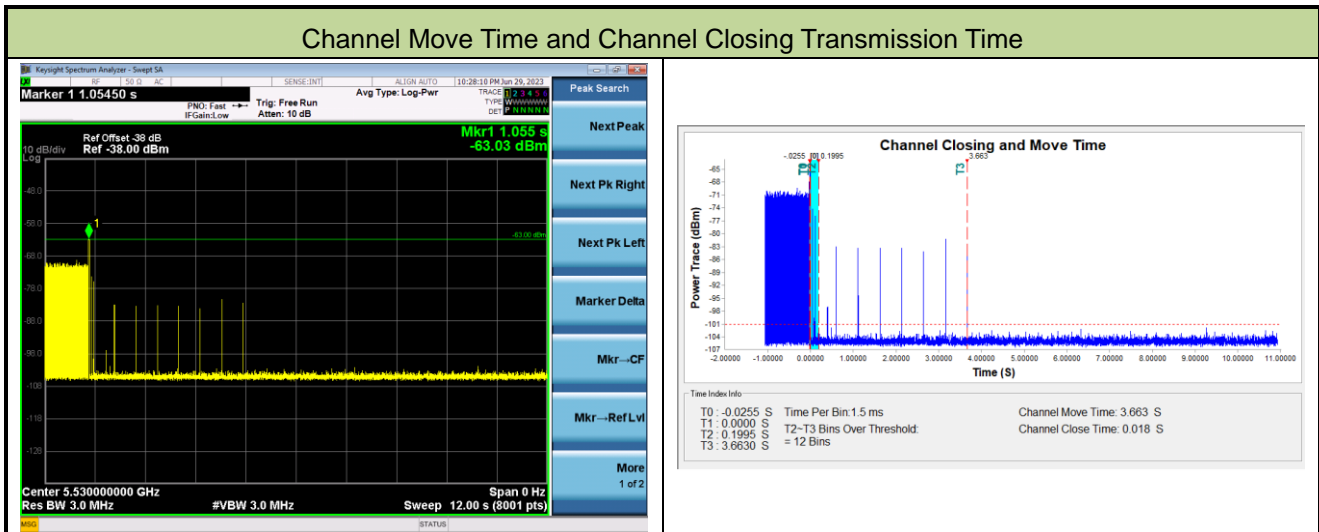 Channel Move Time and Channel Closing Transmission Time
Keysight Spectrum Analyzer - Swept SA
RF 50 Ω AC SENSE:INT ALIGN AUTO 10:28:10 PM Jun 29, 2023
Marker 1 1.05450 s
PNO: Fast
IFGain:Low
Trig: Free Run
Atten: 10 dB
Avg Type: Log-Pwr
TRACE 1 2 3 4 5 6
TYPE WWWWWW
DET P N N N N N
Peak Search
Next Peak
Next Pk Right
Next Pk Left
Marker Delta
Mkr→CF
Mkr→Ref Lvl
More
1 of 2
Ref Offset -38 dB
10 dB/div Ref -38.00 dBm
Log
Mkr1 1.055 s
-63.03 dBm
1
-63.00 dBm
-48.0
-58.0
-68.0
-78.0
-88.0
-98.0
-108
-118
-128
Center 5.530000000 GHz Span 0 Hz
Res BW 3.0 MHz #VBW 3.0 MHz Sweep 12.00 s (8001 pts)
MSG STATUS
Channel Closing and Move Time
-.0255 0 0.1995 3.663
T2 T3
Power Trace (dBm)
-65
-68
-71
-74
-77
-80
-83
-86
-89
-92
-95
-98
-101
-104
-107
-2.00000 -1.00000 0.00000 1.00000 2.00000 3.00000 4.00000 5.00000 6.00000 7.00000 8.00000 9.00000 10.00000 11.00000
Time (S)
Time Index Info
T0 : -0.0255 S
T1 : 0.0000 S
T2 : 0.1995 S
T3 : 3.6630 S
Time Per Bin:1.5 ms
T2~T3 Bins Over Threshold:
= 12 Bins
Channel Move Time: 3.663 S
Channel Close Time: 0.018 S